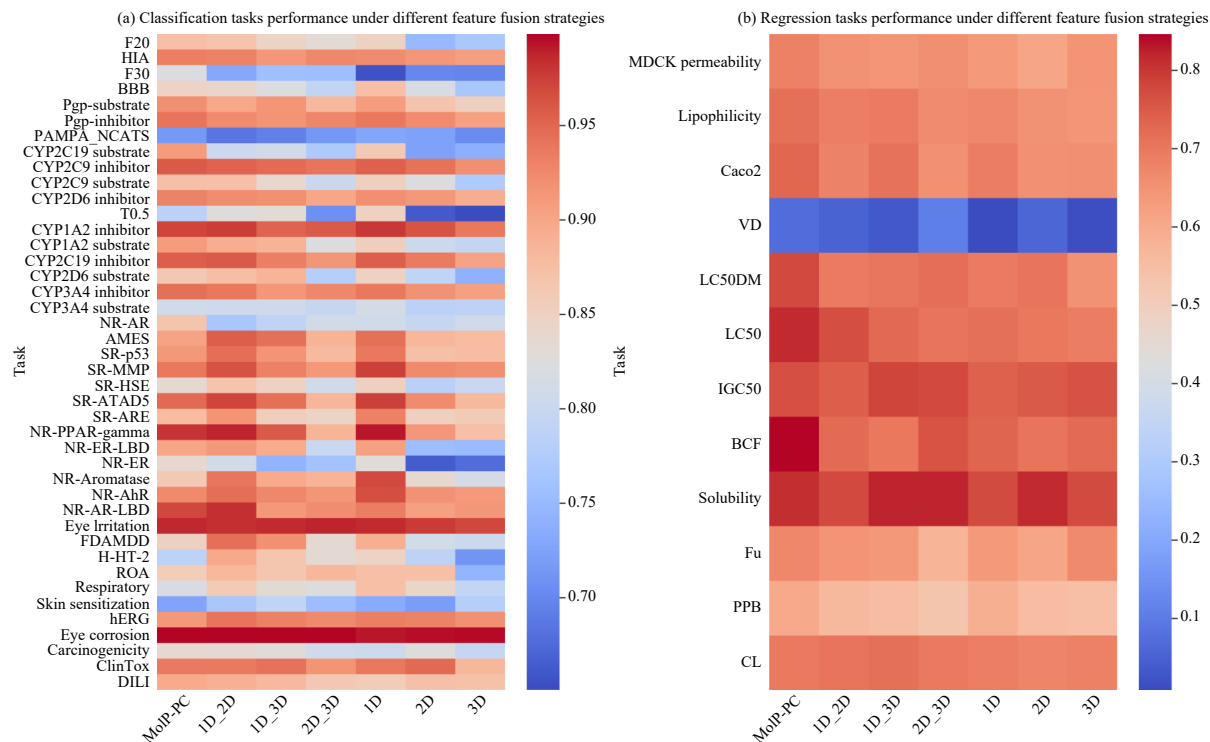 (a) Classification tasks performance under different feature fusion strategies
F20
HIA
F30
BBB
Pgp-substrate
Pgp-inhibitor
PAMPA_NCATS
CYP2C19 substrate
CYP2C9 inhibitor
CYP2C9 substrate
CYP2D6 inhibitor
T0.5
CYP1A2 inhibitor
CYP1A2 substrate
CYP2C19 inhibitor
CYP2D6 substrate
CYP3A4 inhibitor
CYP3A4 substrate
NR-AR
AMES
SR-p53
SR-MMP
SR-HSE
SR-ATAD5
SR-ARE
NR-PPAR-gamma
NR-ER-LBD
NR-ER
NR-Aromatase
NR-AhR
NR-AR-LBD
Eye lrritation
FDAMDD
H-HT-2
ROA
Respiratory
Skin sensitization
hERG
Eye corrosion
Carcinogenicity
ClinTox
DILI
Task
MolP-PC
1D_2D
1D_3D
2D_3D
1D
2D
3D
0.95
0.90
0.85
0.80
0.75
0.70
(b) Regression tasks performance under different feature fusion strategies
MDCK permeability
Lipophilicity
Caco2
VD
LC50DM
LC50
IGC50
BCF
Solubility
Fu
PPB
CL
Task
MolP-PC
1D_2D
1D_3D
2D_3D
1D
2D
3D
0.8
0.7
0.6
0.5
0.4
0.3
0.2
0.1